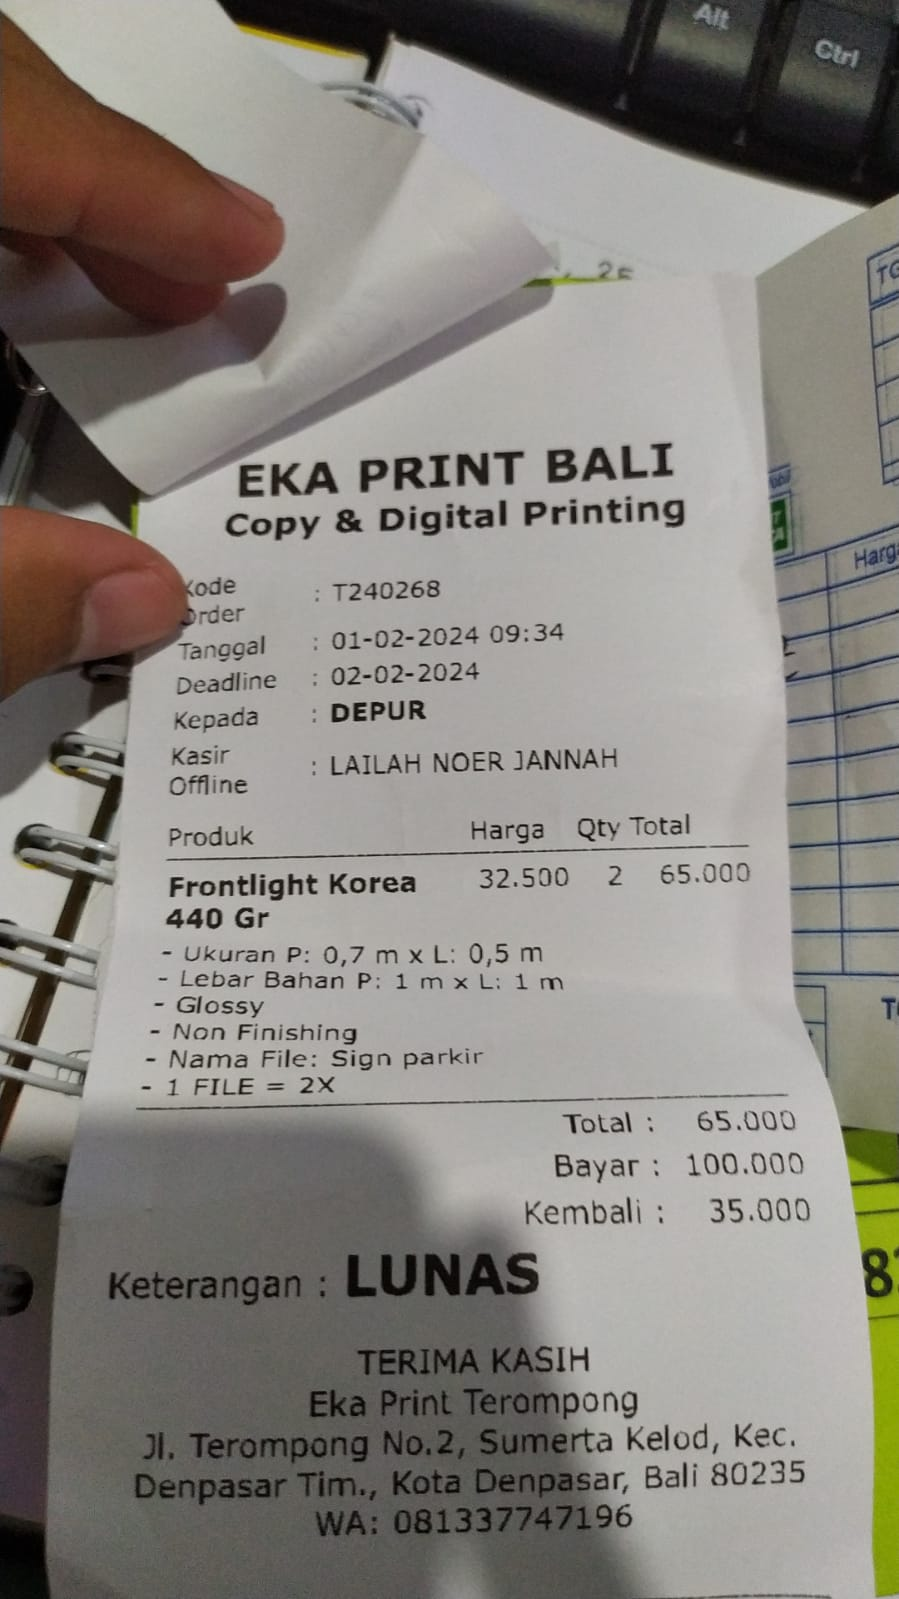 Alt
Ctrl
25
EKA PRINT BALI
Copy & Digital Printing
Kode
Order : T240268
Tanggal : 01-02-2024 09:34
Deadline : 02-02-2024
Kepada : DEPUR
Kasir
Offline : LAILAH NOER JANNAH
Produk Harga Qty Total
Frontlight Korea 32.500 2 65.000
440 Gr
- Ukuran P: 0,7 m x L: 0,5 m
- Lebar Bahan P: 1 m x L: 1 m
- Glossy
- Non Finishing
- Nama File: Sign parkir
- 1 FILE = 2X
Total : 65.000
Bayar : 100.000
Kembali : 35.000
Keterangan : LUNAS
TERIMA KASIH
Eka Print Terompong
Jl. Terompong No.2, Sumerta Kelod, Kec.
Denpasar Tim., Kota Denpasar, Bali 80235
WA: 081337747196